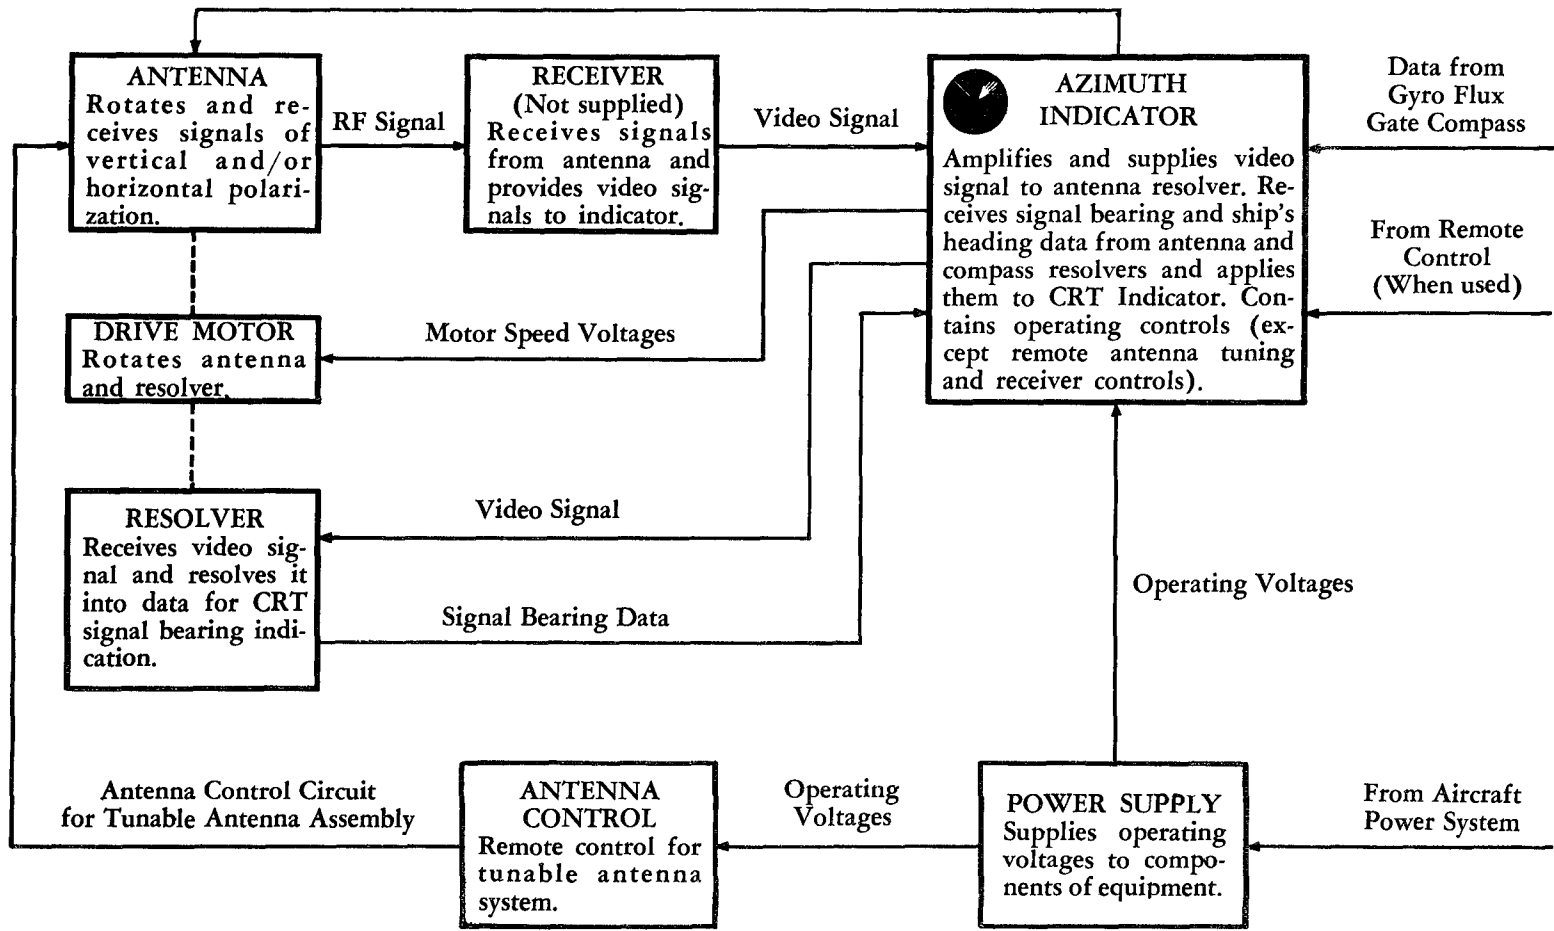 ANTENNA
Rotates and re-
ceives signals of
vertical and/or
horizontal polari-
zation.
RF Signal
RECEIVER
(Not supplied)
Receives signals
from antenna and
provides video sig-
nals to indicator.
Video Signal
AZIMUTH
INDICATOR
Amplifies and supplies video
signal to antenna resolver. Re-
ceives signal bearing and ship's
heading data from antenna and
compass resolvers and applies
them to CRT Indicator. Con-
tains operating controls (ex-
cept remote antenna tuning
and receiver controls).
Data from
Gyro Flux
Gate Compass
From Remote
Control
(When used)
DRIVE MOTOR
Rotates antenna
and resolver.
Motor Speed Voltages
RESOLVER
Receives video sig-
nal and resolves it
into data for CRT
signal bearing indi-
cation.
Video Signal
Signal Bearing Data
Operating Voltages
Antenna Control Circuit
for Tunable Antenna Assembly
ANTENNA
CONTROL
Remote control for
tunable antenna
system.
Operating
Voltages
POWER SUPPLY
Supplies operating
voltages to compo-
nents of equipment.
From Aircraft
Power System